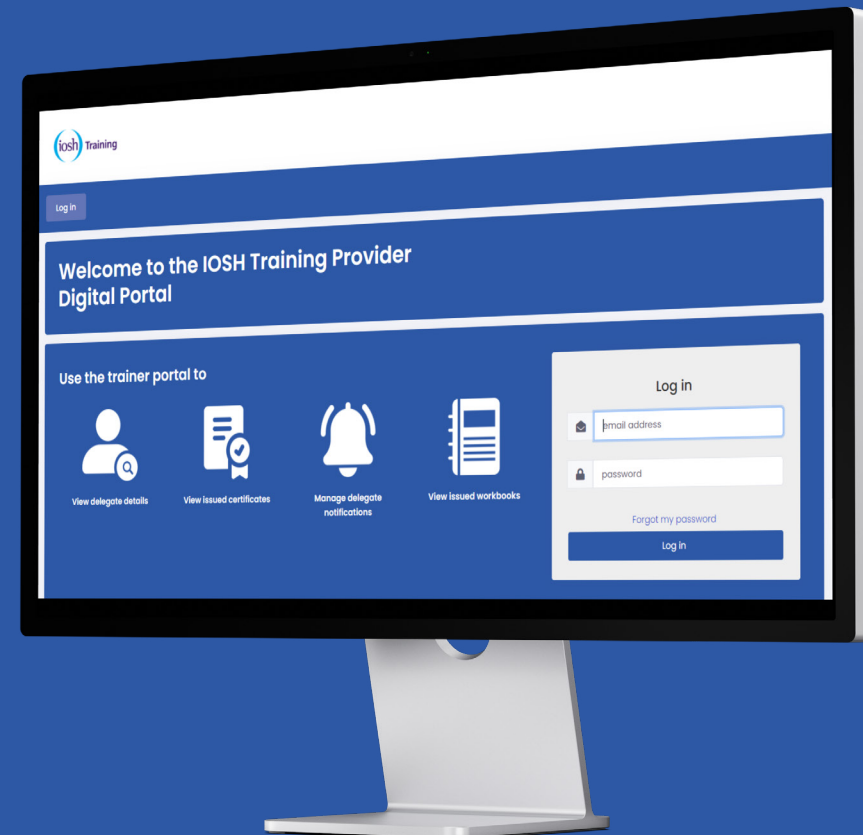 iosh Training
Log in
Welcome to the IOSH Training Provider
Digital Portal
Use the trainer portal to
View delegate details
View issued certificates
Manage delegate
notifications
View issued workbooks
Log in
email address
password
Forgot my password
Log in